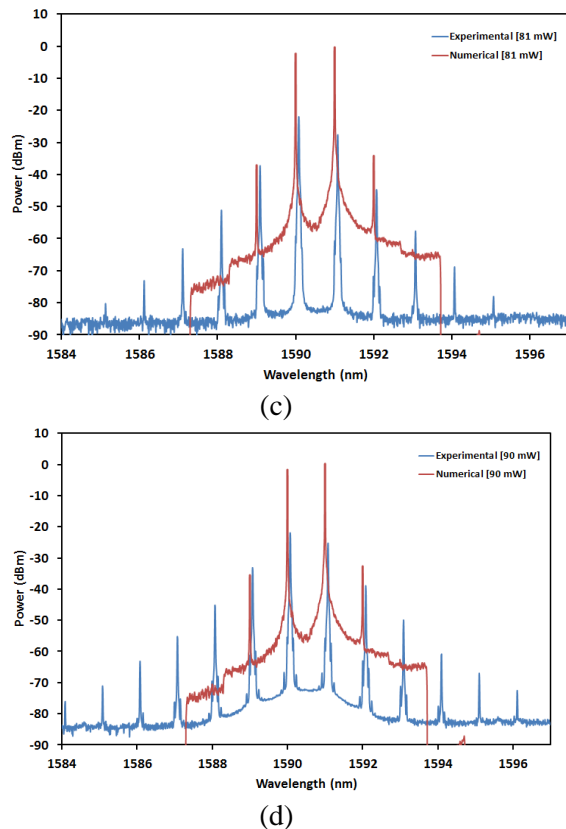 10
0
-10
-20
-30
-40
-50
-60
-70
-80
-90
Power (dBm)
Experimental [81 mW]
Numerical [81 mW]
1584 1586 1588 1590 1592 1594 1596
Wavelength (nm)
(c)
10
0
-10
-20
-30
-40
-50
-60
-70
-80
-90
Power (dBm)
Experimental [90 mW]
Numerical [90 mW]
1584 1586 1588 1590 1592 1594 1596
Wavelength (nm)
(d)